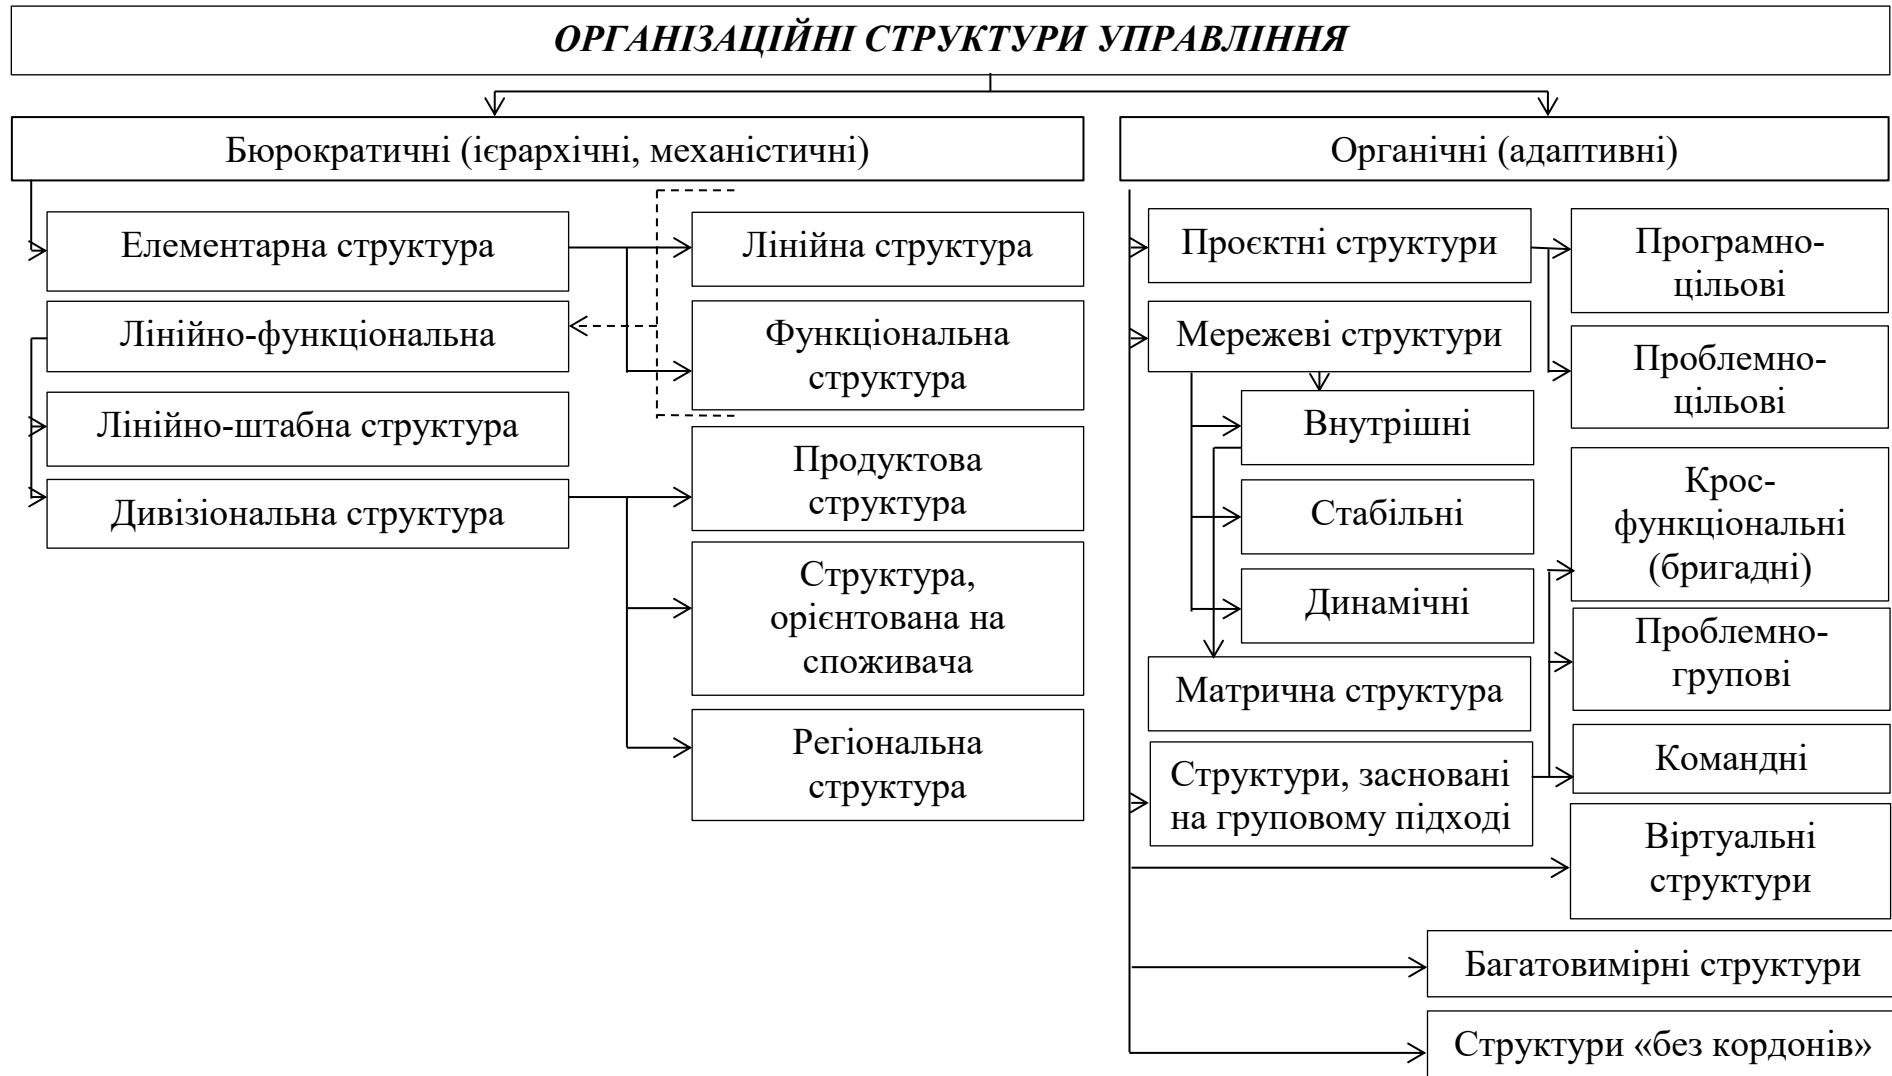 ОРГАНІЗАЦІЙНІ СТРУКТУРИ УПРАВЛІННЯ
Бюрократичні (ієрархічні, механістичні)
Елементарна структура
Лінійно-функціональна
Лінійно-штабна структура
Дивізіональна структура
Лінійна структура
Функціональна
структура
Продуктова
структура
Структура,
орієнтована на
споживача
Регіональна
структура
Органічні (адаптивні)
Проєктні структури
Мережеві структури
Внутрішні
Стабільні
Динамічні
Матрична структура
Структури, засновані
на груповому підході
Програмно-
цільові
Проблемно-
цільові
Крос-
функціональні
(бригадні)
Проблемно-
групові
Командні
Віртуальні
структури
Багатовимірні структури
Структури «без кордонів»